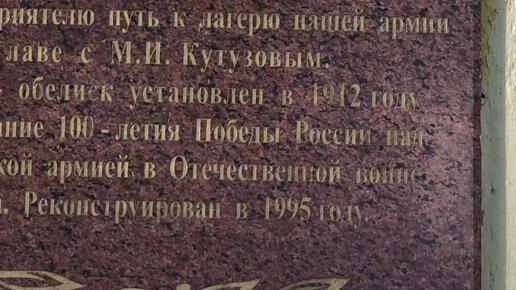 приятелю путь к лагерю нашей армии
главе с М.И. Кутузовым.
обелиск установлен в 1912 году
ание 100-летия Победы России над
кой армией в Отечественной войне
Реконструирован в 1995 году.